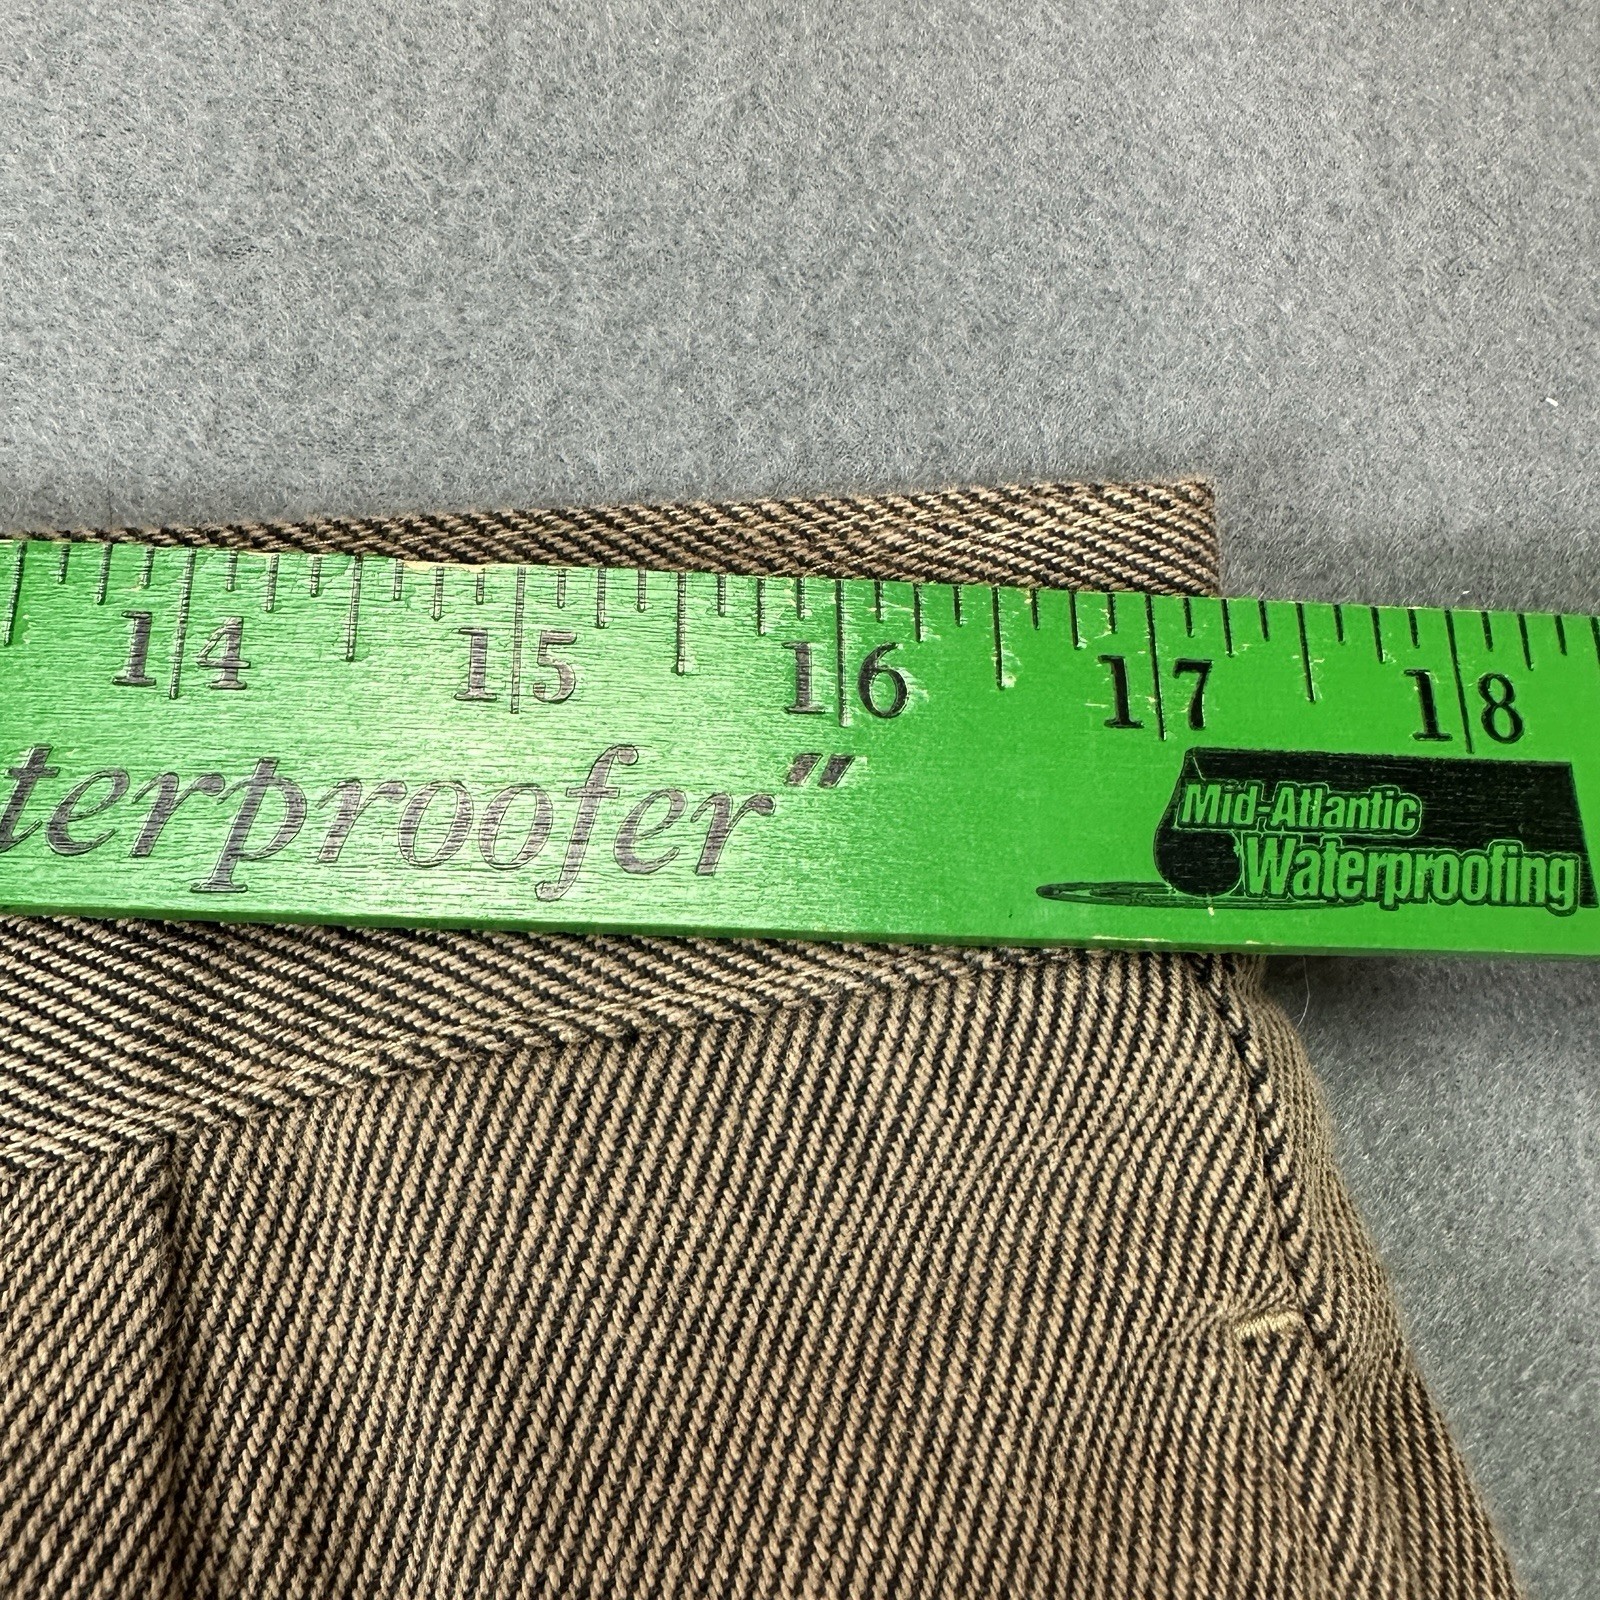 14 15 16 17 18
terproofer"
Mid-Atlantic
Waterproofing